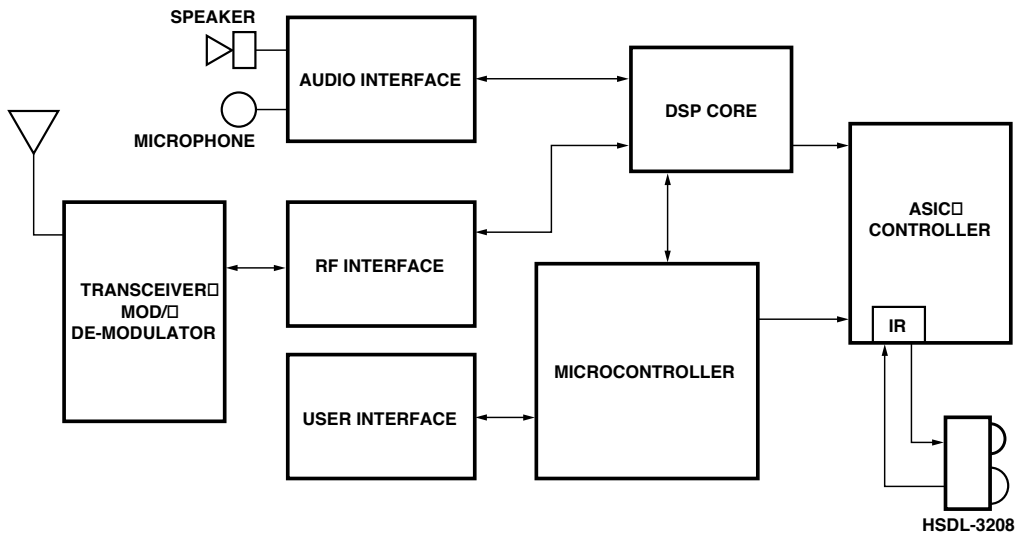 SPEAKER
AUDIO INTERFACE
MICROPHONE
DSP CORE
ASIC□
CONTROLLER
RF INTERFACE
TRANSCEIVER□
MOD/□
DE-MODULATOR
IR
MICROCONTROLLER
USER INTERFACE
HSDL-3208